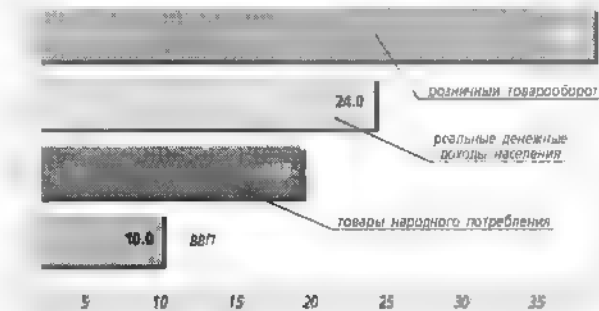 розничный товарооборот
24.0
реальные денежные
доходы населения
товары народного потребления
10.0 ВВП
5 10 15 20 25 30 35